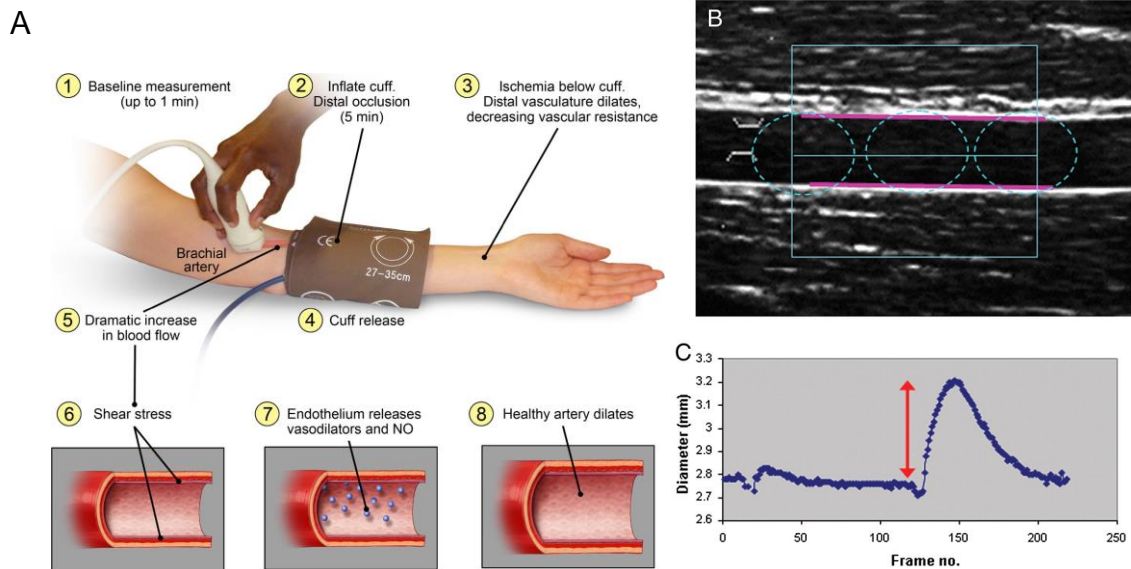 A
1 Baseline measurement
(up to 1 min)
2 Inflate cuff.
Distal occlusion
(5 min)
3 Ischemia below cuff.
Distal vasculature dilates,
decreasing vascular resistance
Brachial
artery
CE
27–35cm
4 Cuff release
5 Dramatic increase
in blood flow
6 Shear stress
7 Endothelium releases
vasodilators and NO
8 Healthy artery dilates
B
C
Diameter (mm)
3.3
3.2
3.1
3
2.9
2.8
2.7
2.6
0 50 100 150 200 250
Frame no.